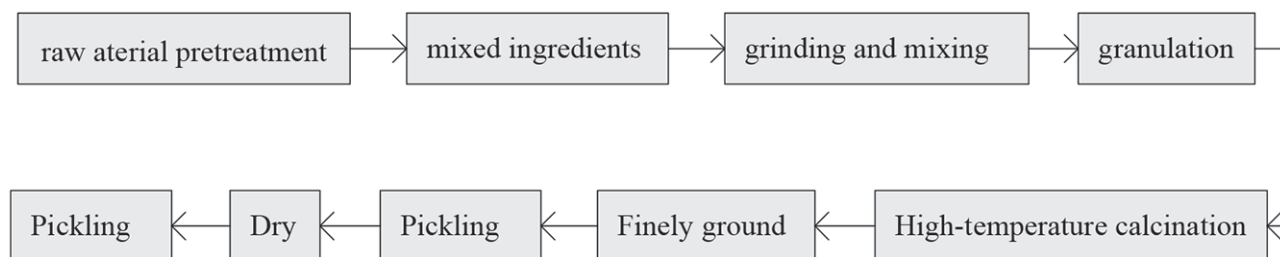 raw aterial pretreatment
mixed ingredients
grinding and mixing
granulation
High-temperature calcination
Finely ground
Pickling
Dry
Pickling